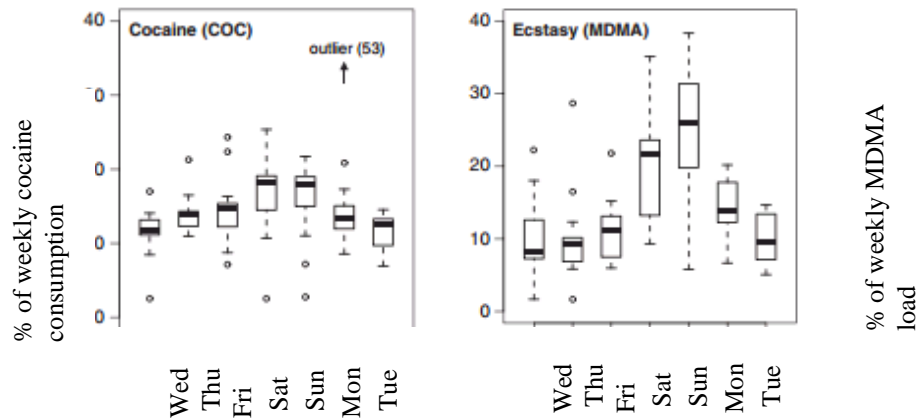 Cocaine (COC)
outlier (53)
40
0
0
0
0
% of weekly cocaine
consumption
Wed
Thu
Fri
Sat
Sun
Mon
Tue
Ecstasy (MDMA)
40
30
20
10
0
% of weekly MDMA
load
Wed
Thu
Fri
Sat
Sun
Mon
Tue